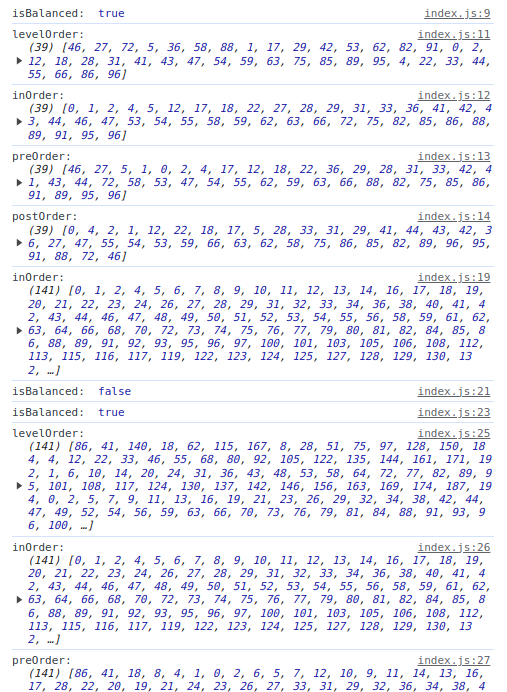 isBalanced: true index.js:9
levelOrder: index.js:11
(39) [46, 27, 72, 5, 36, 58, 88, 1, 17, 29, 42, 53, 62, 82, 91, 0, 2,
12, 18, 28, 31, 41, 43, 47, 54, 59, 63, 75, 85, 89, 95, 4, 22, 33, 44,
55, 66, 86, 96]
inOrder: index.js:12
(39) [0, 1, 2, 4, 5, 12, 17, 18, 22, 27, 28, 29, 31, 33, 36, 41, 42, 4
3, 44, 46, 47, 53, 54, 55, 58, 59, 62, 63, 66, 72, 75, 82, 85, 86, 88,
89, 91, 95, 96]
preOrder: index.js:13
(39) [46, 27, 5, 1, 0, 2, 4, 17, 12, 18, 22, 36, 29, 28, 31, 33, 42, 4
1, 43, 44, 72, 58, 53, 47, 54, 55, 62, 59, 63, 66, 88, 82, 75, 85, 86,
91, 89, 95, 96]
postOrder: index.js:14
(39) [0, 4, 2, 1, 12, 22, 18, 17, 5, 28, 33, 31, 29, 41, 44, 43, 42, 3
6, 27, 47, 55, 54, 53, 59, 66, 63, 62, 58, 75, 86, 85, 82, 89, 96, 95,
91, 88, 72, 46]
inOrder: index.js:19
(141) [0, 1, 2, 4, 5, 6, 7, 8, 9, 10, 11, 12, 13, 14, 16, 17, 18, 19,
20, 21, 22, 23, 24, 26, 27, 28, 29, 31, 32, 33, 34, 36, 38, 40, 41, 4
2, 43, 44, 46, 47, 48, 49, 50, 51, 52, 53, 54, 55, 56, 58, 59, 61, 62,
63, 64, 66, 68, 70, 72, 73, 74, 75, 76, 77, 79, 80, 81, 82, 84, 85, 8
6, 88, 89, 91, 92, 93, 95, 96, 97, 100, 101, 103, 105, 106, 108, 112,
113, 115, 116, 117, 119, 122, 123, 124, 125, 127, 128, 129, 130, 13
2, …]
isBalanced: false index.js:21
isBalanced: true index.js:23
levelOrder: index.js:25
(141) [86, 41, 140, 18, 62, 115, 167, 8, 28, 51, 75, 97, 128, 150, 18
4, 4, 12, 22, 33, 46, 55, 68, 80, 92, 105, 122, 135, 144, 161, 171, 19
2, 1, 6, 10, 14, 20, 24, 31, 36, 43, 48, 53, 58, 64, 72, 77, 82, 89, 9
5, 101, 108, 117, 124, 130, 137, 142, 146, 156, 163, 169, 174, 187, 19
4, 0, 2, 5, 7, 9, 11, 13, 16, 19, 21, 23, 26, 29, 32, 34, 38, 42, 44,
47, 49, 52, 54, 56, 59, 63, 66, 70, 73, 76, 79, 81, 84, 88, 91, 93, 9
6, 100, …]
inOrder: index.js:26
(141) [0, 1, 2, 4, 5, 6, 7, 8, 9, 10, 11, 12, 13, 14, 16, 17, 18, 19,
20, 21, 22, 23, 24, 26, 27, 28, 29, 31, 32, 33, 34, 36, 38, 40, 41, 4
2, 43, 44, 46, 47, 48, 49, 50, 51, 52, 53, 54, 55, 56, 58, 59, 61, 62,
63, 64, 66, 68, 70, 72, 73, 74, 75, 76, 77, 79, 80, 81, 82, 84, 85, 8
6, 88, 89, 91, 92, 93, 95, 96, 97, 100, 101, 103, 105, 106, 108, 112,
113, 115, 116, 117, 119, 122, 123, 124, 125, 127, 128, 129, 130, 13
2, …]
preOrder: index.js:27
(141) [86, 41, 18, 8, 4, 1, 0, 2, 6, 5, 7, 12, 10, 9, 11, 14, 13, 16,
17, 28, 22, 20, 19, 21, 24, 23, 26, 27, 33, 31, 29, 32, 36, 34, 38, 4